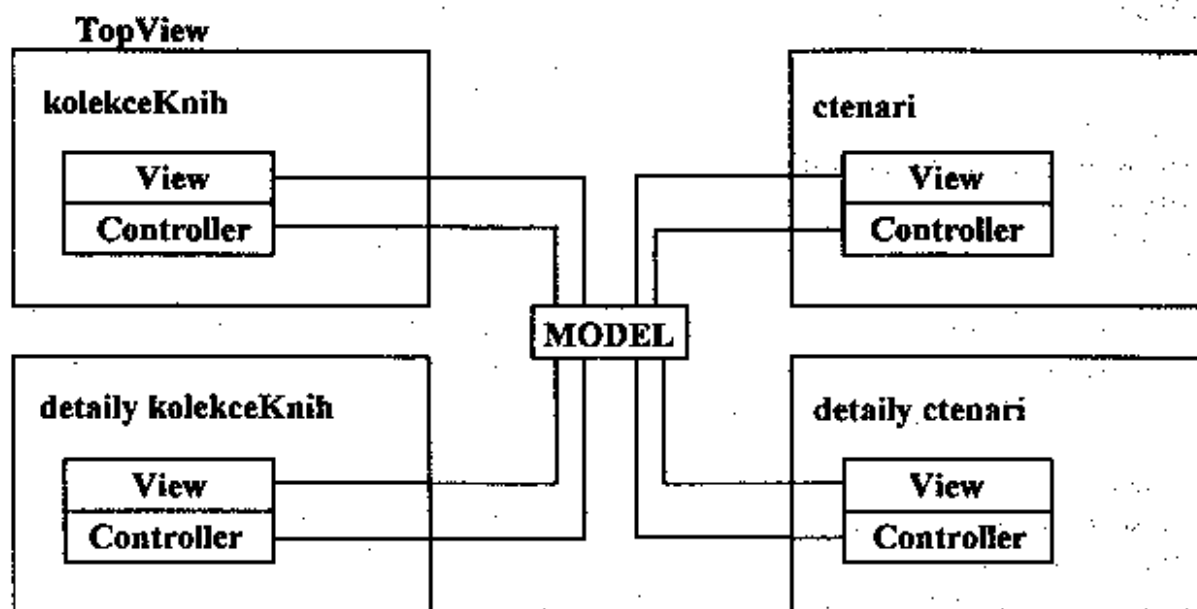 TopView
kolekceKnih
View
Controller
ctenari
View
Controller
MODEL
detaily kolekceKnih
View
Controller
detaily ctenari
View
Controller